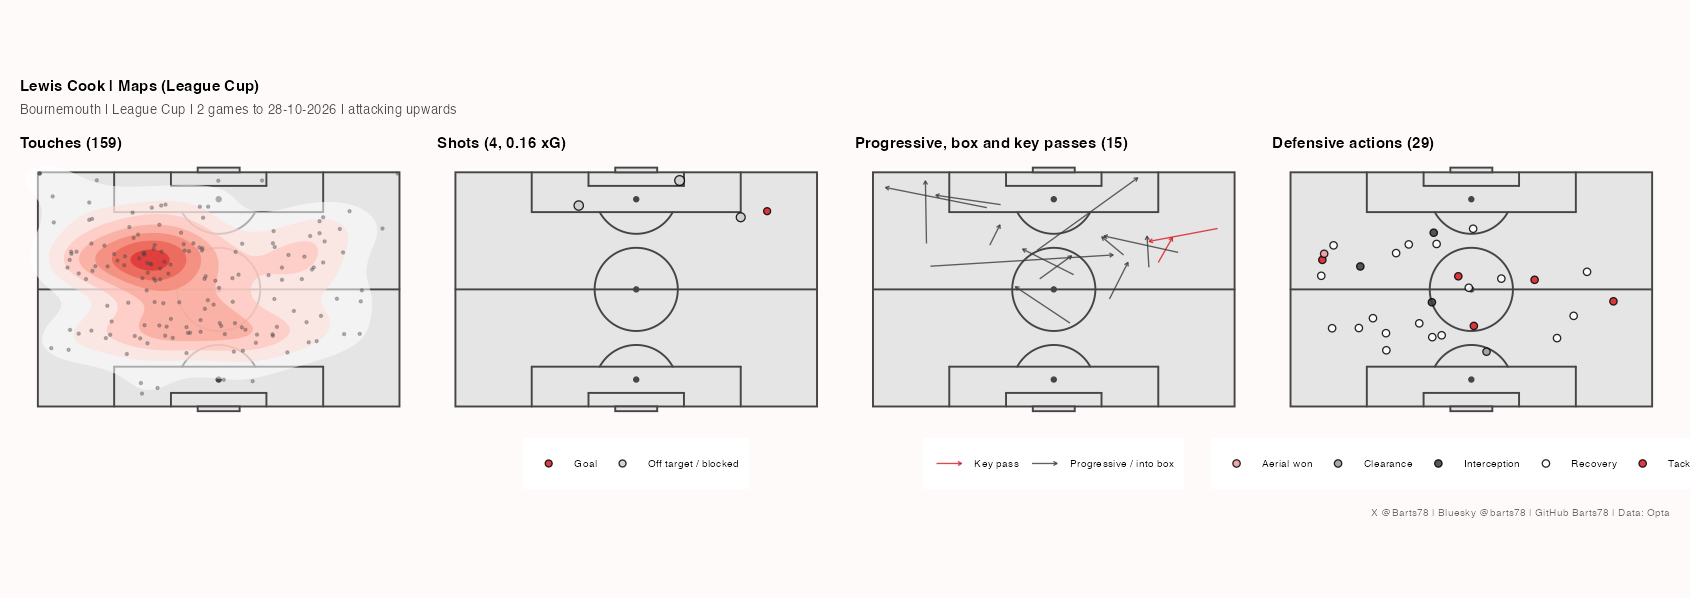 Lewis Cook | Maps (League Cup)
Bournemouth | League Cup | 2 games to 28-10-2026 | attacking upwards
Touches (159)
Shots (4, 0.16 xG)
Progressive, box and key passes (15)
Defensive actions (29)
Goal
Off target / blocked
Key pass
Progressive / into box
Aerial won
Clearance
Interception
Recovery
Tack
X @Barts78 | Bluesky @barts78 | GitHub Barts78 | Data: Opta